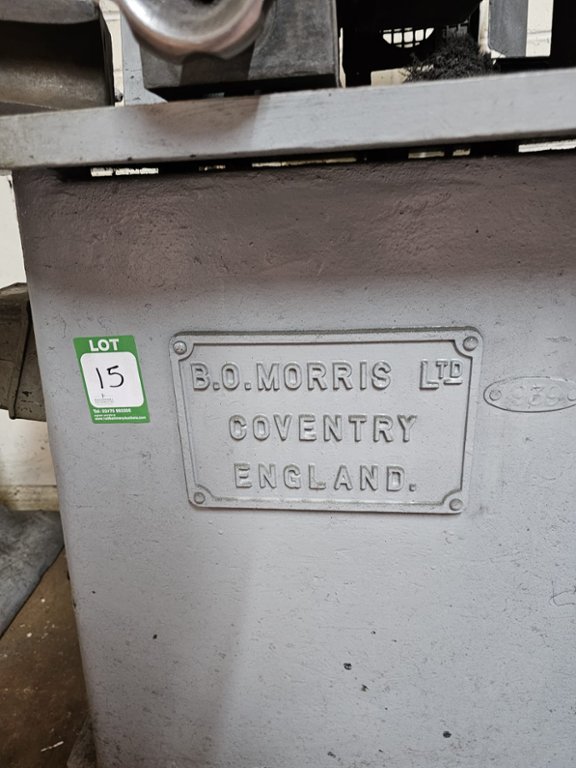 LOT
15
B.O.MORRIS LTD
COVENTRY
ENGLAND.